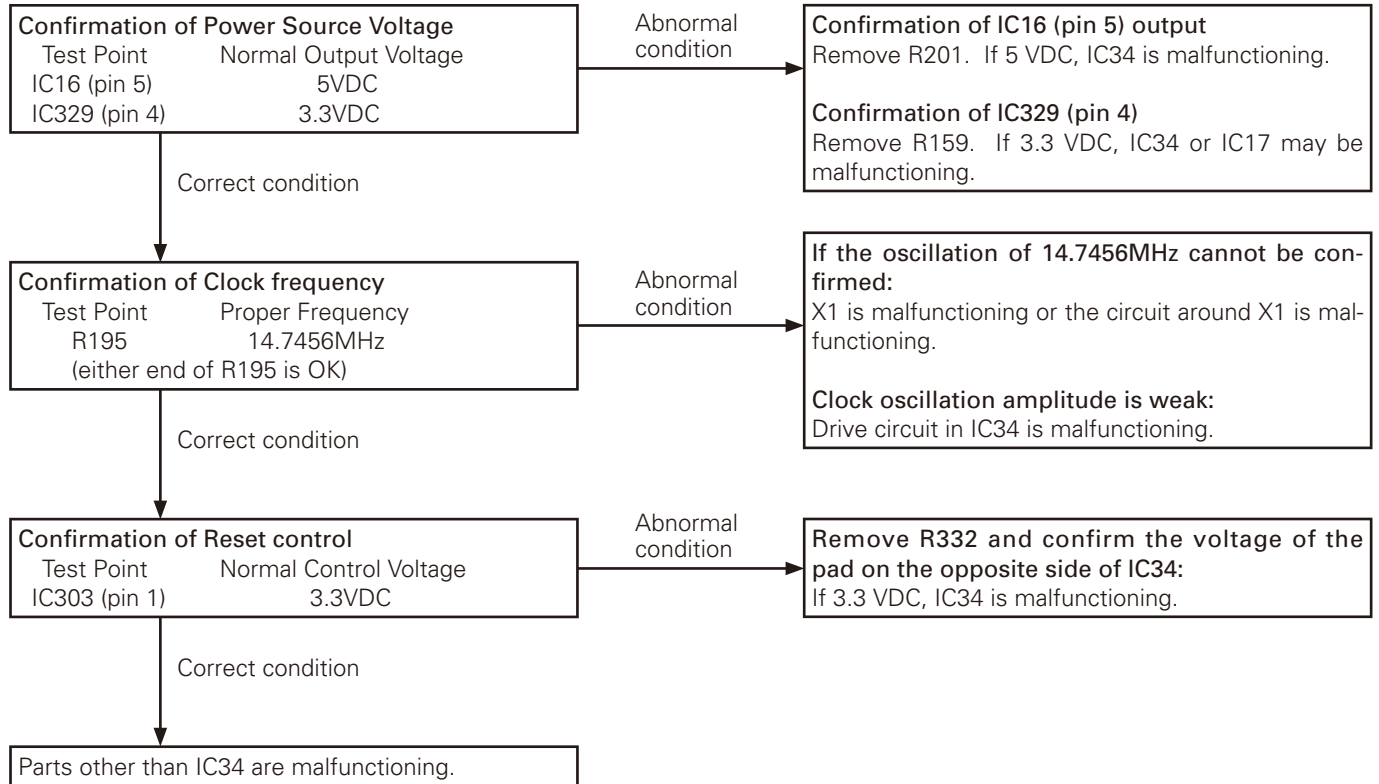 Confirmation of Power Source Voltage
Test Point Normal Output Voltage
IC16 (pin 5) 5VDC
IC329 (pin 4) 3.3VDC
Abnormal
condition
Confirmation of IC16 (pin 5) output
Remove R201. If 5 VDC, IC34 is malfunctioning.
Confirmation of IC329 (pin 4)
Remove R159. If 3.3 VDC, IC34 or IC17 may be
malfunctioning.
Correct condition
Confirmation of Clock frequency
Test Point Proper Frequency
R195 14.7456MHz
(either end of R195 is OK)
Abnormal
condition
If the oscillation of 14.7456MHz cannot be con-
firmed:
X1 is malfunctioning or the circuit around X1 is mal-
functioning.
Clock oscillation amplitude is weak:
Drive circuit in IC34 is malfunctioning.
Correct condition
Confirmation of Reset control
Test Point Normal Control Voltage
IC303 (pin 1) 3.3VDC
Abnormal
condition
Remove R332 and confirm the voltage of the
pad on the opposite side of IC34:
If 3.3 VDC, IC34 is malfunctioning.
Correct condition
Parts other than IC34 are malfunctioning.